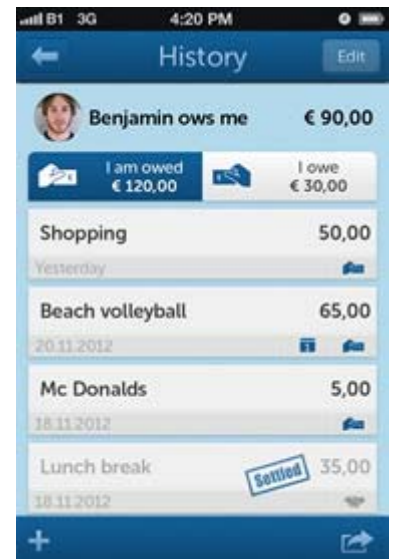 B1 3G 4:20 PM
History Edit
Benjamin ows me € 90,00
I am owed
€ 120,00
I owe
€ 30,00
Shopping 50,00
Yesterday
Beach volleyball 65,00
20.11.2012
Mc Donalds 5,00
18.11.2012
Lunch break Settled 35,00
18.11.2012